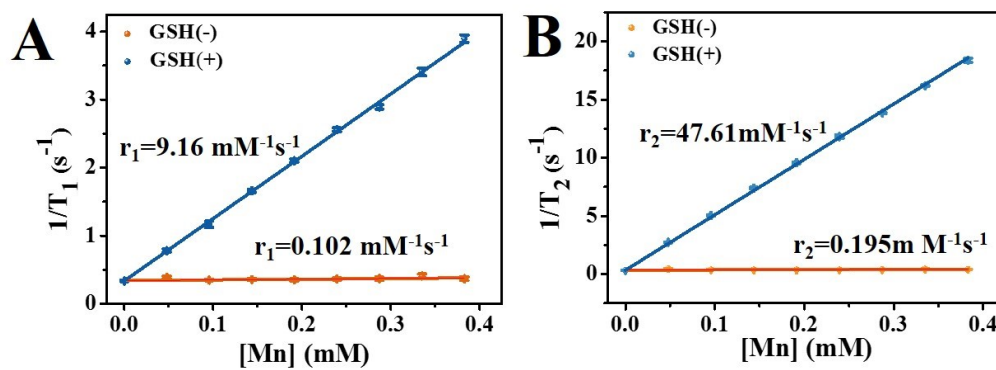 A
GSH(-)
GSH(+)
r₁=9.16 mM⁻¹s⁻¹
r₁=0.102 mM⁻¹s⁻¹
1/T₁ (s⁻¹)
4
3
2
1
0
0.0 0.1 0.2 0.3 0.4
[Mn] (mM)
B
GSH(-)
GSH(+)
r₂=47.61mM⁻¹s⁻¹
r₂=0.195m M⁻¹s⁻¹
1/T₂ (s⁻¹)
20
15
10
5
0
0.0 0.1 0.2 0.3 0.4
[Mn] (mM)